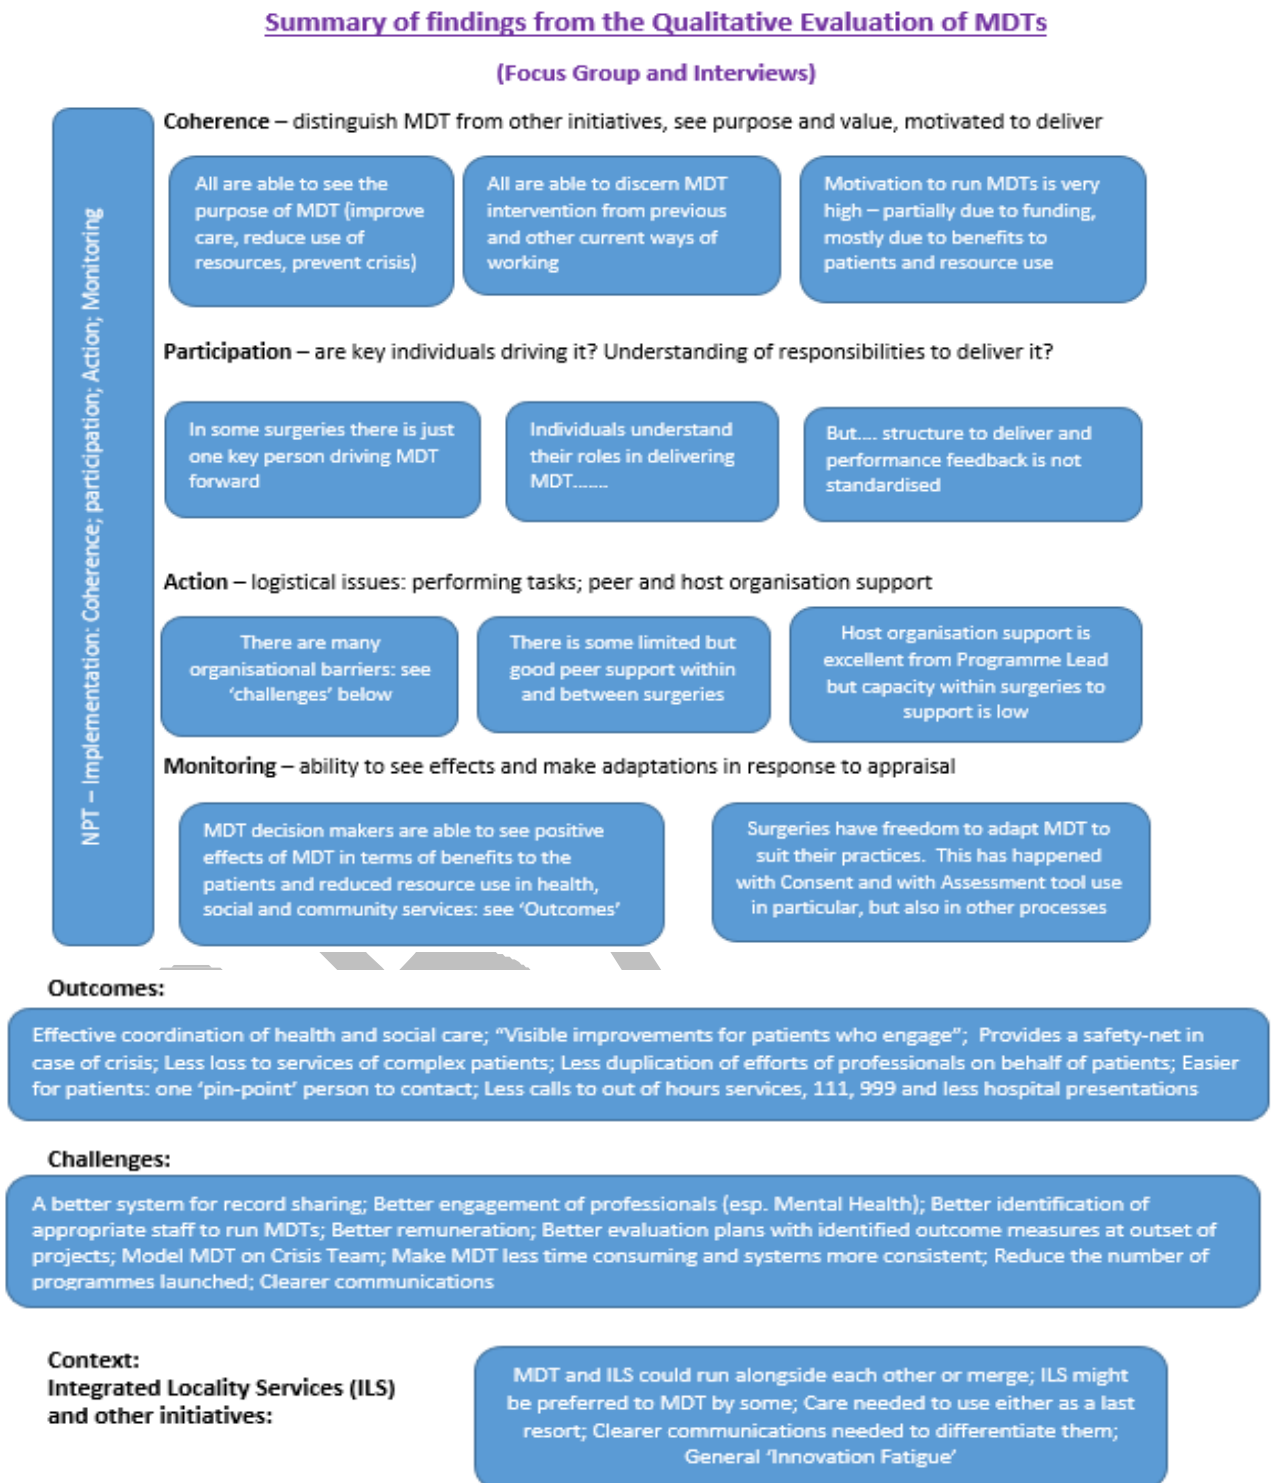 Summary of findings from the Qualitative Evaluation of MDTs
(Focus Group and Interviews)
NPT – Implementation: Coherence; participation; Action; Monitoring
Coherence – distinguish MDT from other initiatives, see purpose and value, motivated to deliver
All are able to see the
purpose of MDT (improve
care, reduce use of
resources, prevent crisis)
All are able to discern MDT
intervention from previous
and other current ways of
working
Motivation to run MDTs is very
high – partially due to funding,
mostly due to benefits to
patients and resource use
Participation – are key individuals driving it? Understanding of responsibilities to deliver it?
In some surgeries there is just
one key person driving MDT
forward
Individuals understand
their roles in delivering
MDT.......
But.... structure to deliver and
performance feedback is not
standardised
Action – logistical issues: performing tasks; peer and host organisation support
There are many
organisational barriers: see
‘challenges’ below
There is some limited but
good peer support within
and between surgeries
Host organisation support is
excellent from Programme Lead
but capacity within surgeries to
support is low
Monitoring – ability to see effects and make adaptations in response to appraisal
MDT decision makers are able to see positive
effects of MDT in terms of benefits to the
patients and reduced resource use in health,
social and community services: see ‘Outcomes’
Surgeries have freedom to adapt MDT to
suit their practices.  This has happened
with Consent and with Assessment tool use
in particular, but also in other processes
Outcomes:
Effective coordination of health and social care; “Visible improvements for patients who engage”;  Provides a safety-net in
case of crisis; Less loss to services of complex patients; Less duplication of efforts of professionals on behalf of patients; Easier
for patients: one ‘pin-point’ person to contact; Less calls to out of hours services, 111, 999 and less hospital presentations
Challenges:
A better system for record sharing; Better engagement of professionals (esp. Mental Health); Better identification of
appropriate staff to run MDTs; Better remuneration; Better evaluation plans with identified outcome measures at outset of
projects; Model MDT on Crisis Team; Make MDT less time consuming and systems more consistent; Reduce the number of
programmes launched; Clearer communications
Context:
Integrated Locality Services (ILS)
and other initiatives:
MDT and ILS could run alongside each other or merge; ILS might
be preferred to MDT by some; Care needed to use either as a last
resort; Clearer communications needed to differentiate them;
General ‘Innovation Fatigue’